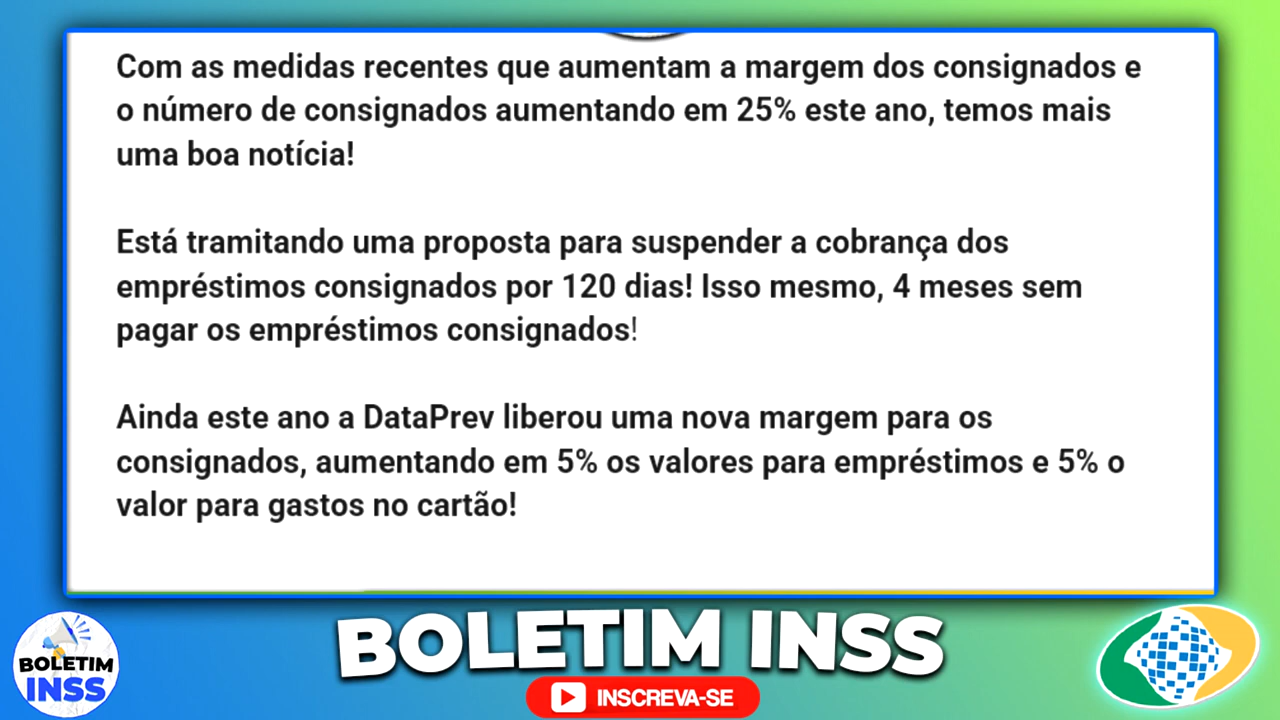 Com as medidas recentes que aumentam a margem dos consignados e
o número de consignados aumentando em 25% este ano, temos mais
uma boa notícia!
Está tramitando uma proposta para suspender a cobrança dos
empréstimos consignados por 120 dias! Isso mesmo, 4 meses sem
pagar os empréstimos consignados!
Ainda este ano a DataPrev liberou uma nova margem para os
consignados, aumentando em 5% os valores para empréstimos e 5% o
valor para gastos no cartão!
BOLETIM INSS
INSCREVA-SE
BOLETIM
INSS